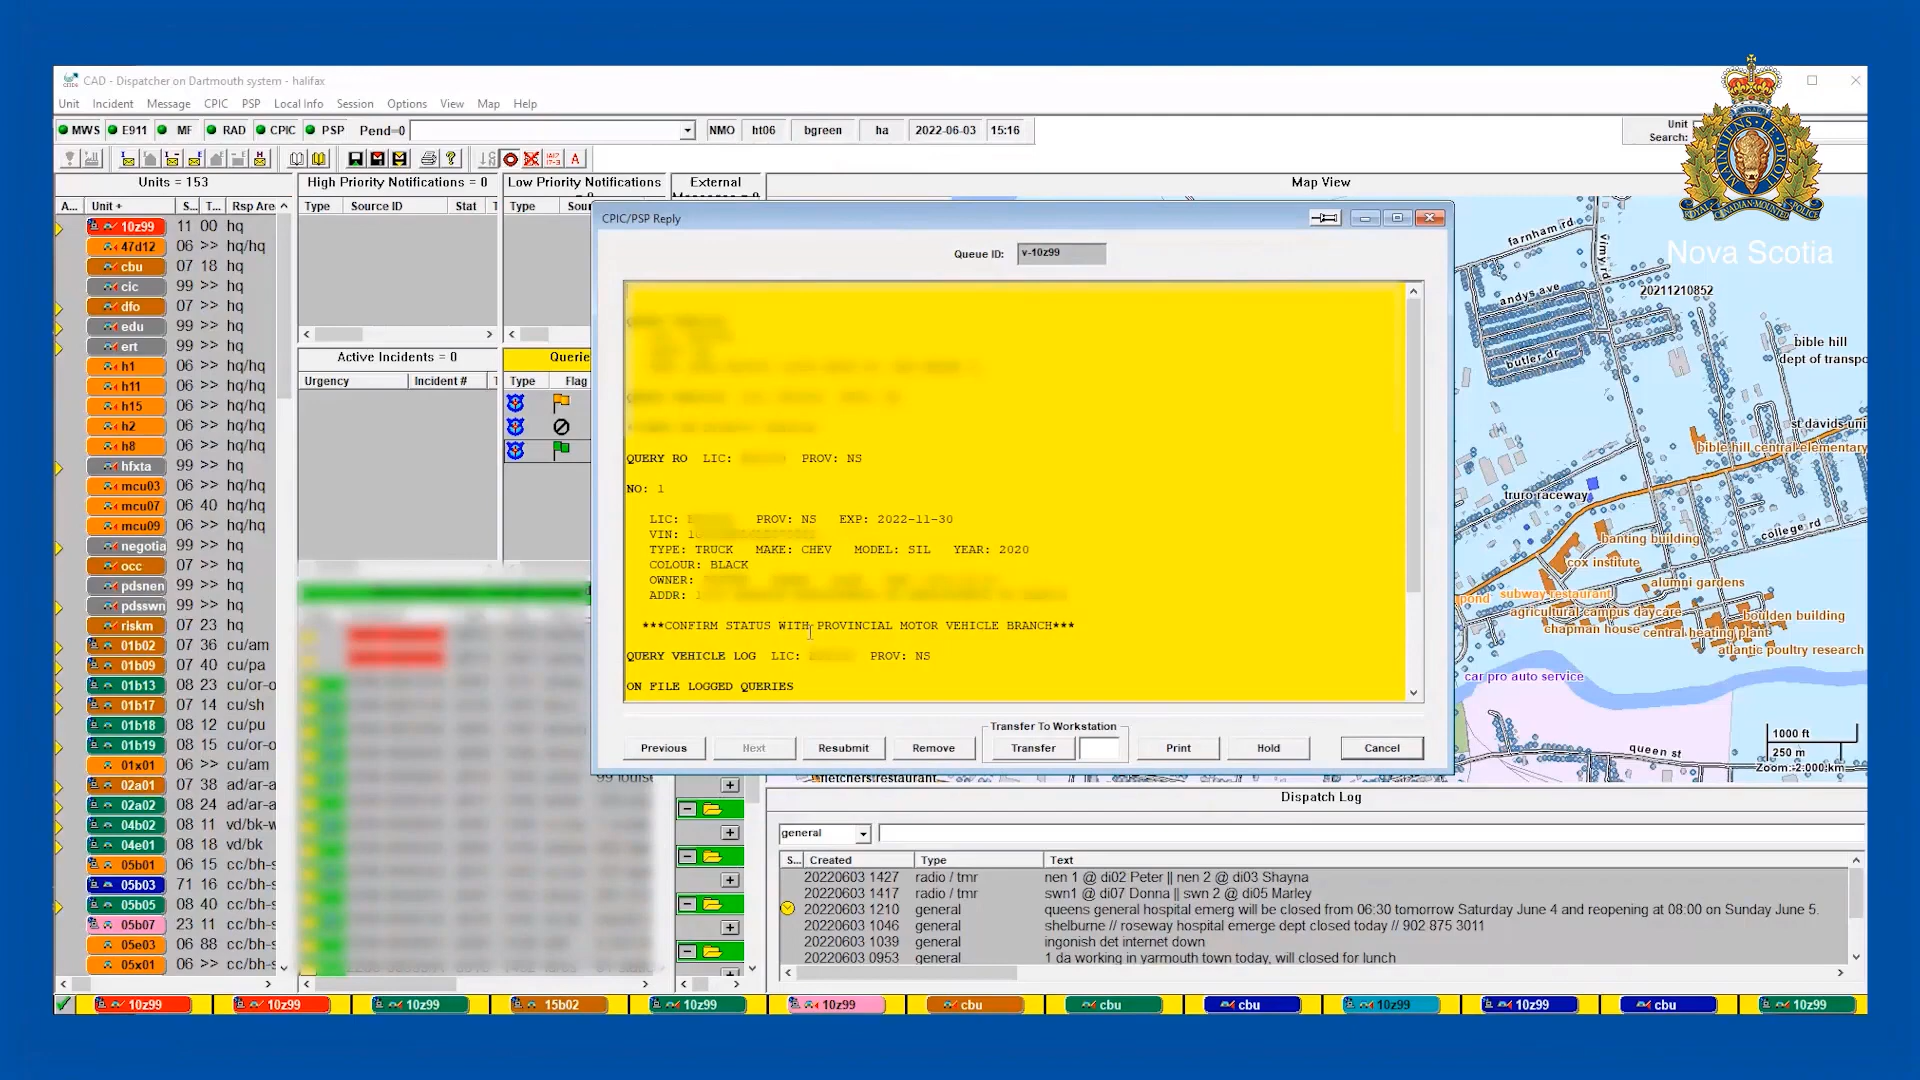 CAD - Dispatcher on Dartmouth system - halifax
Unit Incident Message CPIC PSP Local Info Session Options View Map Help
MWS E911 MF RAD CPIC PSP Pend=0 NMO ht06 bgreen ha 2022-06-03 15:16
Unit Search:
Nova Scotia
Units = 153
A... Unit + S... T... Rsp Are
10z99 11 00 hq
47d12 06 >> hq/hq
cbu 07 18 hq
cic 99 >> hq
dfo 07 >> hq
edu 99 >> hq
ert 99 >> hq
h1 06 >> hq/hq
h11 06 >> hq/hq
h15 06 >> hq/hq
h2 06 >> hq/hq
h8 06 >> hq/hq
hfxta 99 >> hq
mcu03 06 >> hq/hq
mcu07 06 40 hq/hq
mcu09 06 >> hq/hq
negotia 99 >> hq
occ 07 >> hq
pdsnen 99 >> hq
pdsswn 99 >> hq
riskm 07 23 hq
01b02 07 36 cu/am
01b09 07 40 cu/pa
01b13 08 23 cu/or-o
01b17 07 14 cu/sh
01b18 08 12 cu/pu
01b19 08 15 cu/or-o
01x01 06 >> cu/am
02a01 07 38 ad/ar-a
02a02 08 24 ad/ar-a
04b02 08 11 vd/bk-w
04e01 08 18 vd/bk
05b01 06 15 cc/bh-s
05b03 71 16 cc/bh-s
05b05 08 40 cc/bh-s
05b07 23 11 cc/bh-s
05e03 06 88 cc/bh-s
05x01 06 >> cc/bh-s
High Priority Notifications = 0
Type Source ID Stat T
Low Priority Notifications
Type Sour
External
Active Incidents = 0
Urgency Incident # T
Querie
Type Flag
CPIC/PSP Reply
Queue ID: v-10z99
QUERY RO LIC: PROV: NS
NO: 1
LIC: PROV: NS EXP: 2022-11-30
VIN:
TYPE: TRUCK MAKE: CHEV MODEL: SIL YEAR: 2020
COLOUR: BLACK
OWNER:
ADDR:
***CONFIRM STATUS WITH PROVINCIAL MOTOR VEHICLE BRANCH***
QUERY VEHICLE LOG LIC: PROV: NS
ON FILE LOGGED QUERIES
Transfer To Workstation
Previous Next Resubmit Remove Transfer Print Hold Cancel
Map View
farnham rd
vimy rd
andys ave
20211210852
butler dr
bible hill
dept of transpo
st davids uni
bible hill central elementary
truro raceway
college rd
banting building
cox institute
alumni gardens
pond subway restaurant
agricultural campus daycare boulden building
chapman house central heating plant
atlantic poultry research
car pro auto service
queen st
1000 ft
250 m
Zoom: 2.000 km
fletchers restaurant
Dispatch Log
general
S... Created Type Text
20220603 1427 radio / tmr nen 1 @ di02 Peter || nen 2 @ di03 Shayna
20220603 1417 radio / tmr swn1 @ di07 Donna || swn 2 @ di05 Marley
20220603 1210 general queens general hospital emerg will be closed from 06:30 tomorrow Saturday June 4 and reopening at 08:00 on Sunday June 5.
20220603 1046 general shelburne // roseway hospital emerge dept closed today // 902 875 3011
20220603 1039 general ingonish det internet down
20220603 0953 general 1 da working in yarmouth town today, will closed for lunch
10z99 10z99 10z99 15b02 10z99 10z99 cbu cbu cbu 10z99 10z99 cbu 10z99